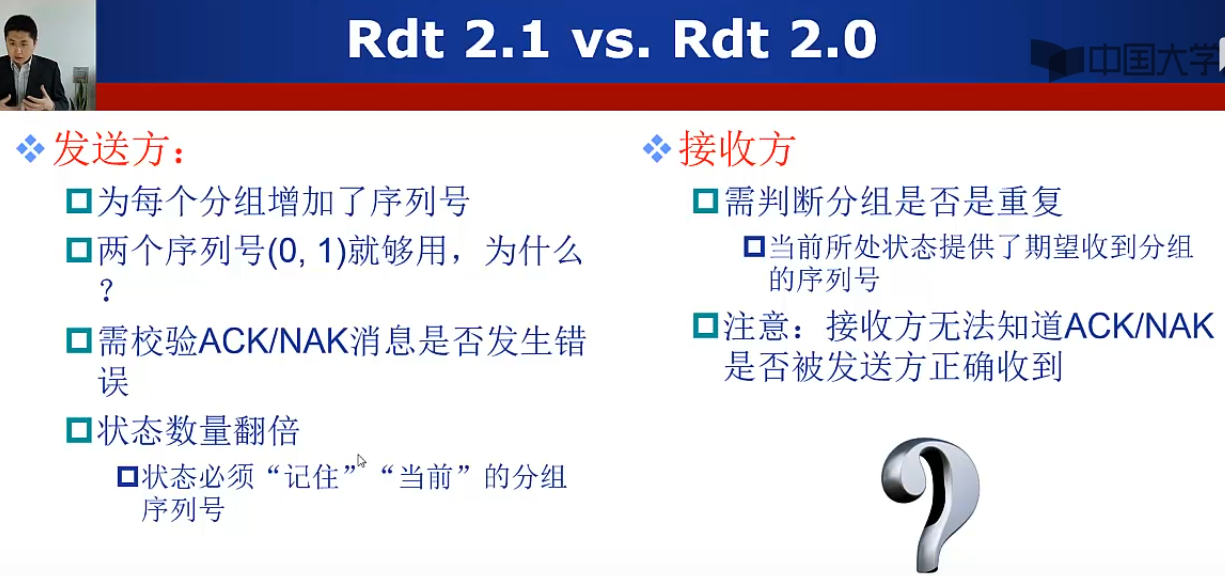 Rdt 2.1 vs. Rdt 2.0
中国大学
发送方：
为每个分组增加了序列号
两个序列号(0, 1)就够用，为什么
？
需校验ACK/NAK消息是否发生错
误
状态数量翻倍
状态必须“记住”“当前”的分组
序列号
接收方
需判断分组是否是重复
当前所处状态提供了期望收到分组
的序列号
注意：接收方无法知道ACK/NAK
是否被发送方正确收到
?